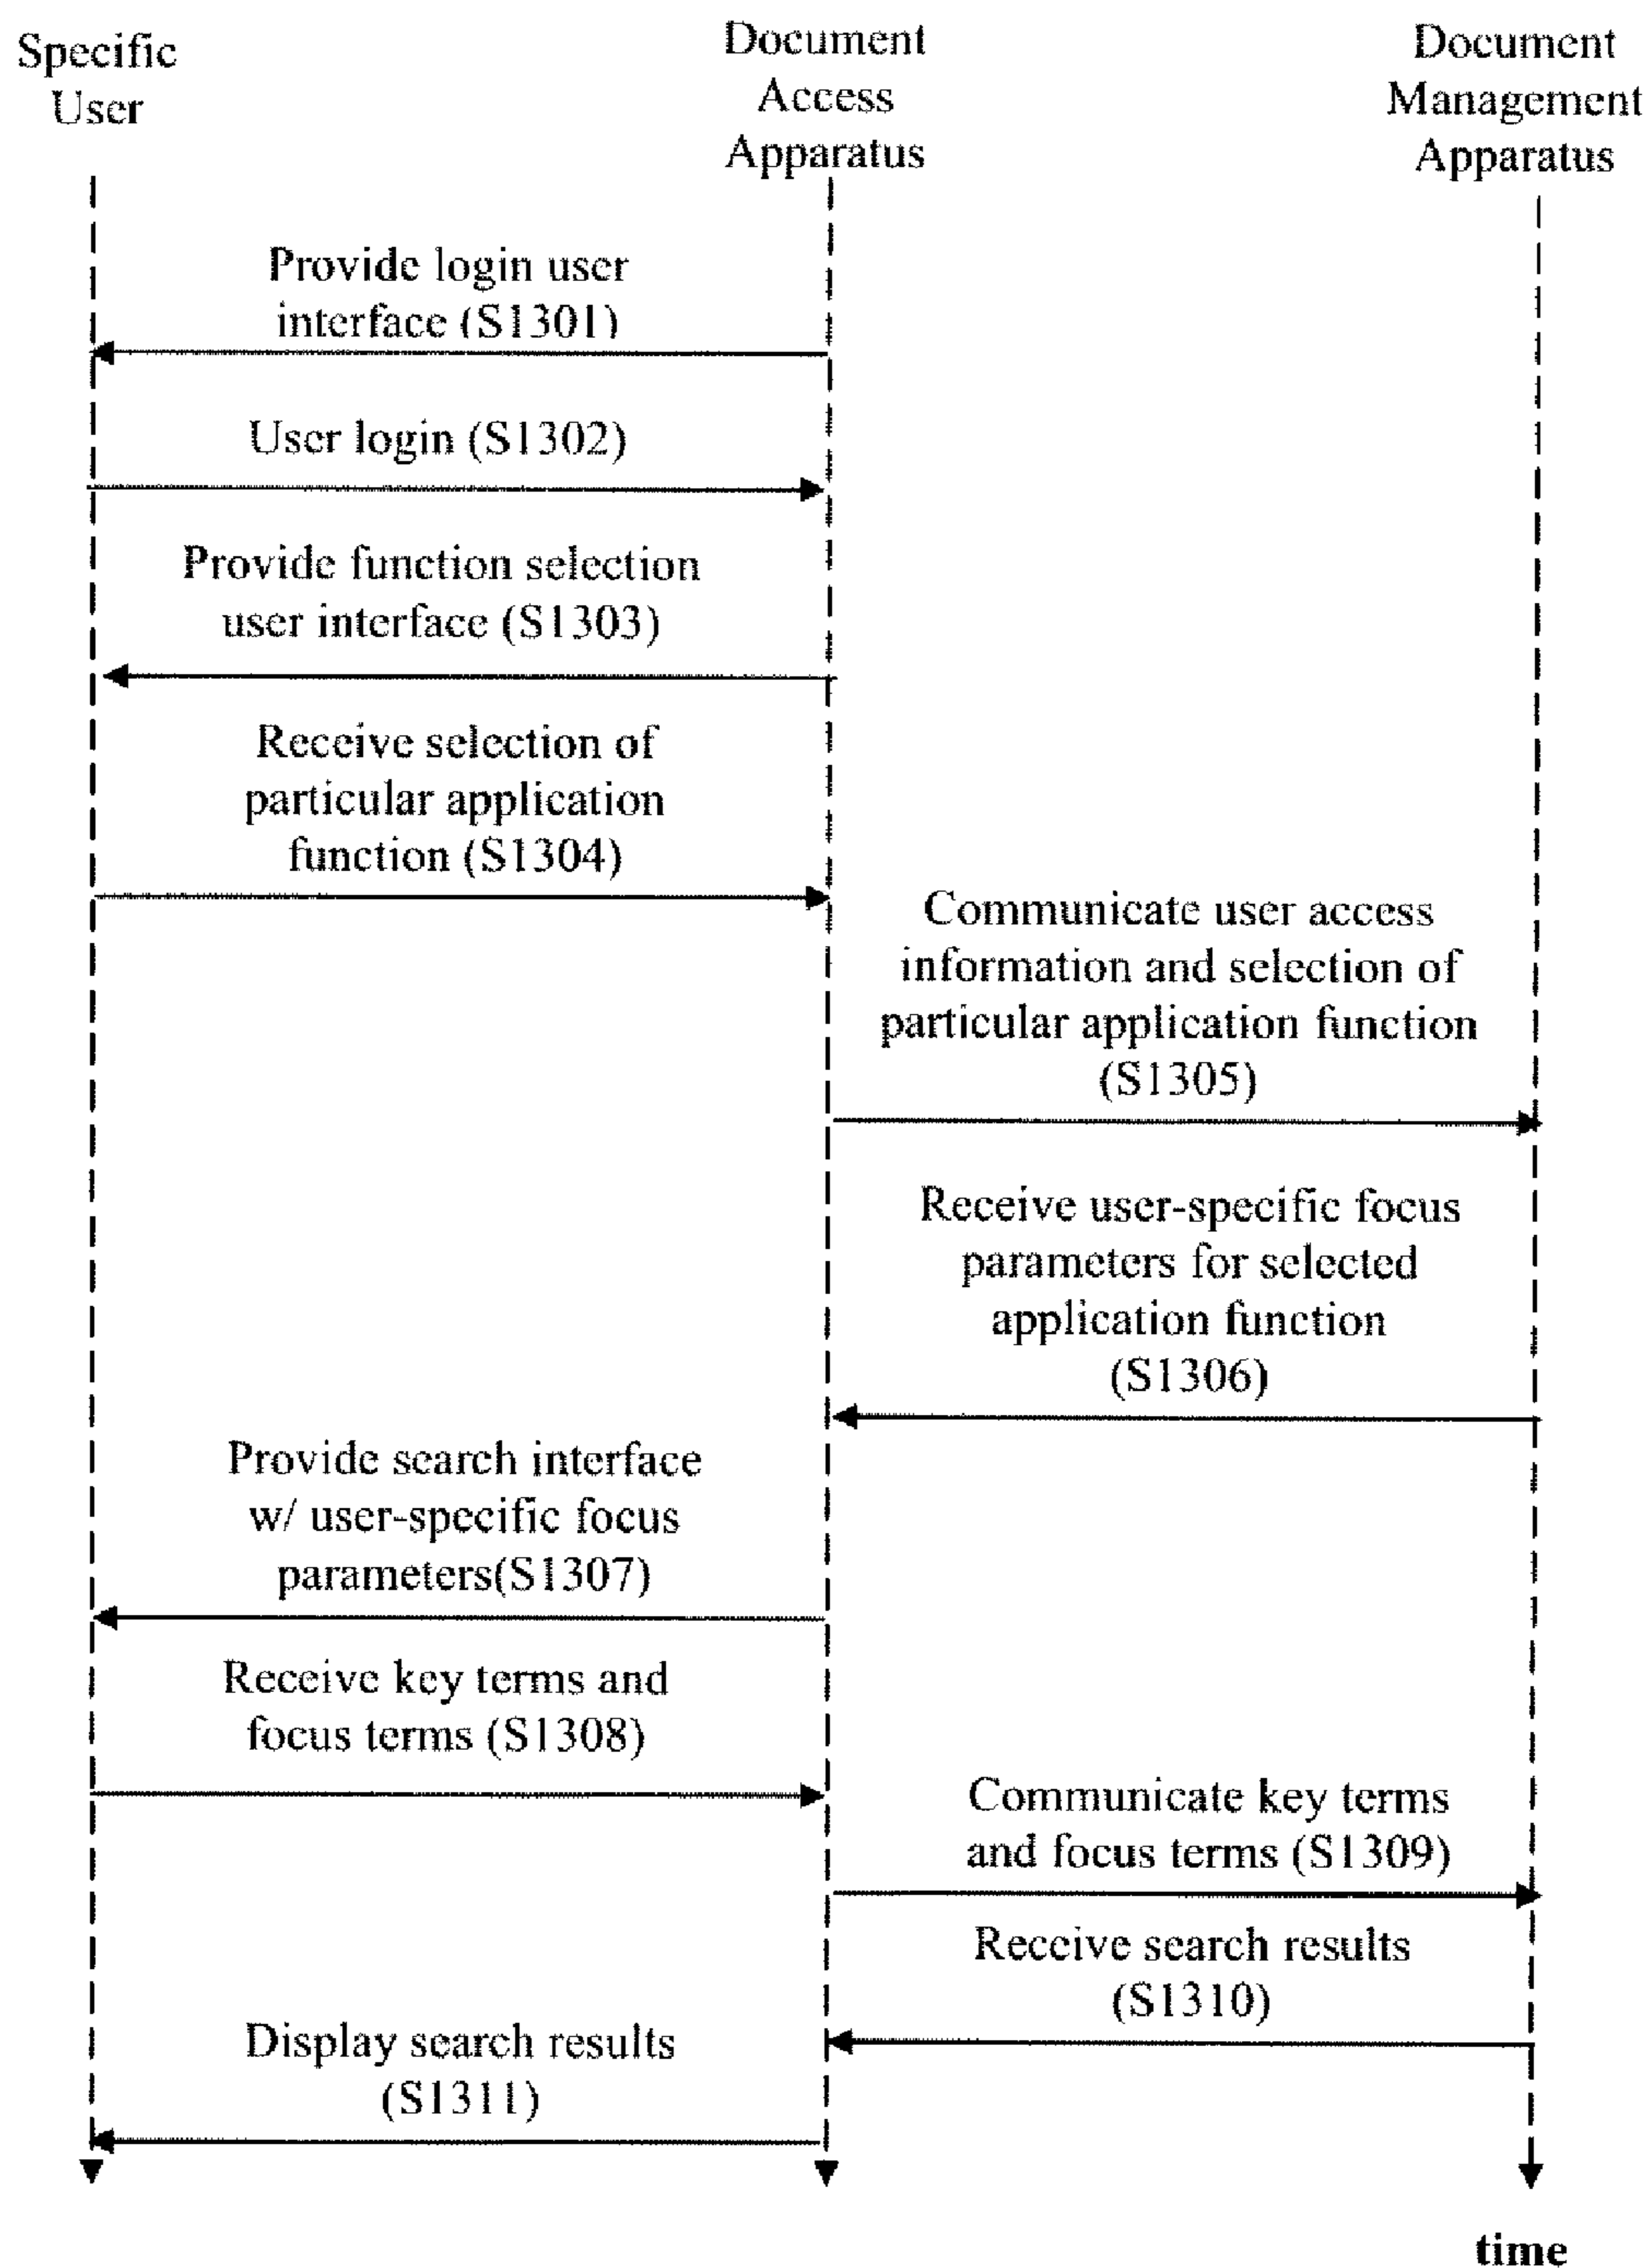 Specific
User
Document
Access
Apparatus
Document
Management
Apparatus
Provide login user
interface (S1301)
User login (S1302)
Provide function selection
user interface (S1303)
Receive selection of
particular application
function (S1304)
Communicate user access
information and selection of
particular application function
(S1305)
Receive user-specific focus
parameters for selected
application function
(S1306)
Provide search interface
w/ user-specific focus
parameters(S1307)
Receive key terms and
focus terms (S1308)
Communicate key terms
and focus terms (S1309)
Receive search results
(S1310)
Display search results
(S1311)
time